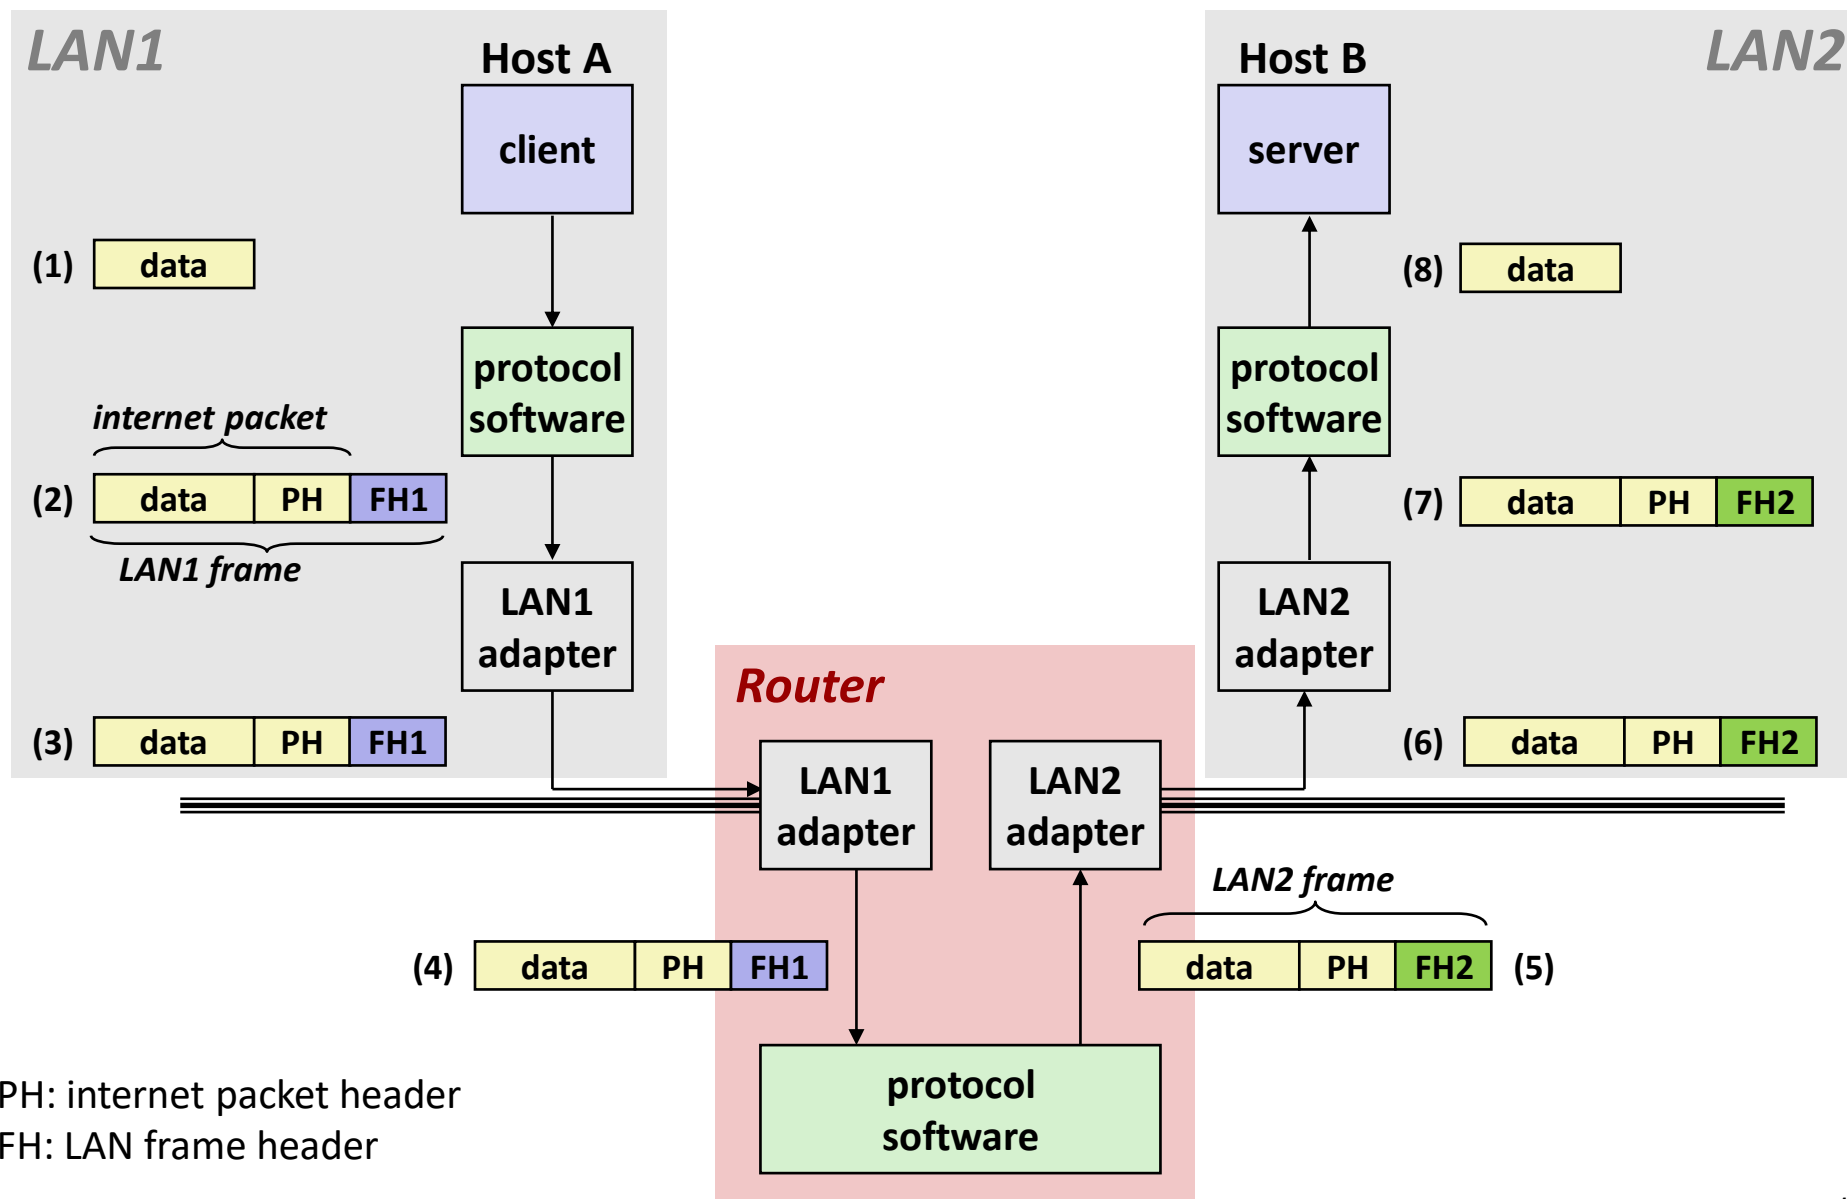 LAN1
Host A
client
(1) data
protocol
software
internet packet
(2) data PH FH1
LAN1 frame
LAN1
adapter
(3) data PH FH1
Host B
LAN2
server
(8) data
protocol
software
(7) data PH FH2
LAN2
adapter
(6) data PH FH2
Router
LAN1
adapter
LAN2
adapter
LAN2 frame
(4) data PH FH1
data PH FH2 (5)
protocol
software
PH: internet packet header
FH: LAN frame header